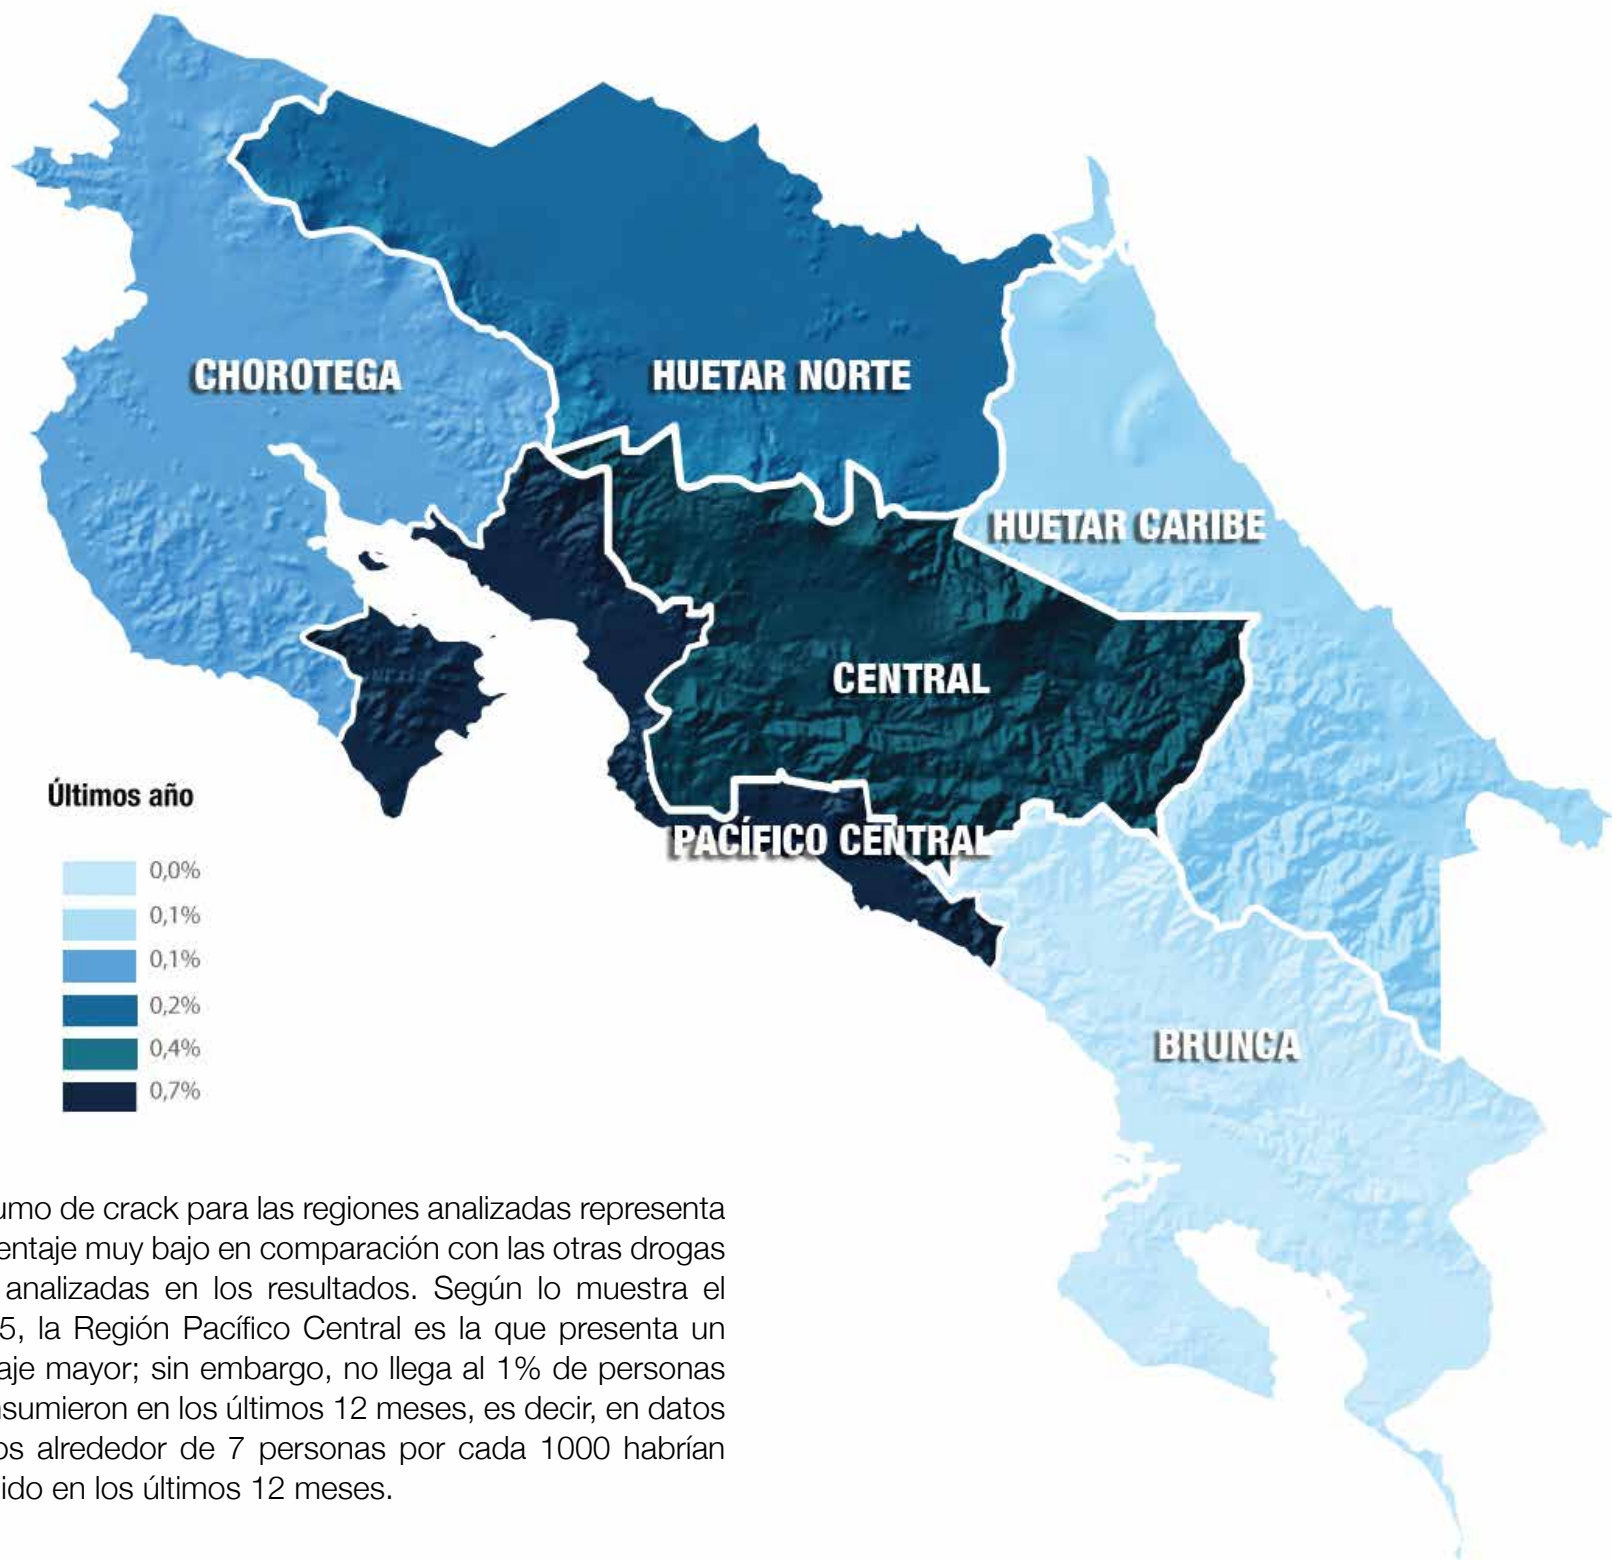 CHOROTEGA
HUETAR NORTE
HUETAR CARIBE
CENTRAL
PACÍFICO CENTRAL
BRUNCA
Últimos año
0,0%
0,1%
0,1%
0,2%
0,4%
0,7%
umo de crack para las regiones analizadas representa
entaje muy bajo en comparación con las otras drogas
analizadas en los resultados. Según lo muestra el
5, la Región Pacífico Central es la que presenta un
aje mayor; sin embargo, no llega al 1% de personas
nsumieron en los últimos 12 meses, es decir, en datos
os alrededor de 7 personas por cada 1000 habrían
ido en los últimos 12 meses.